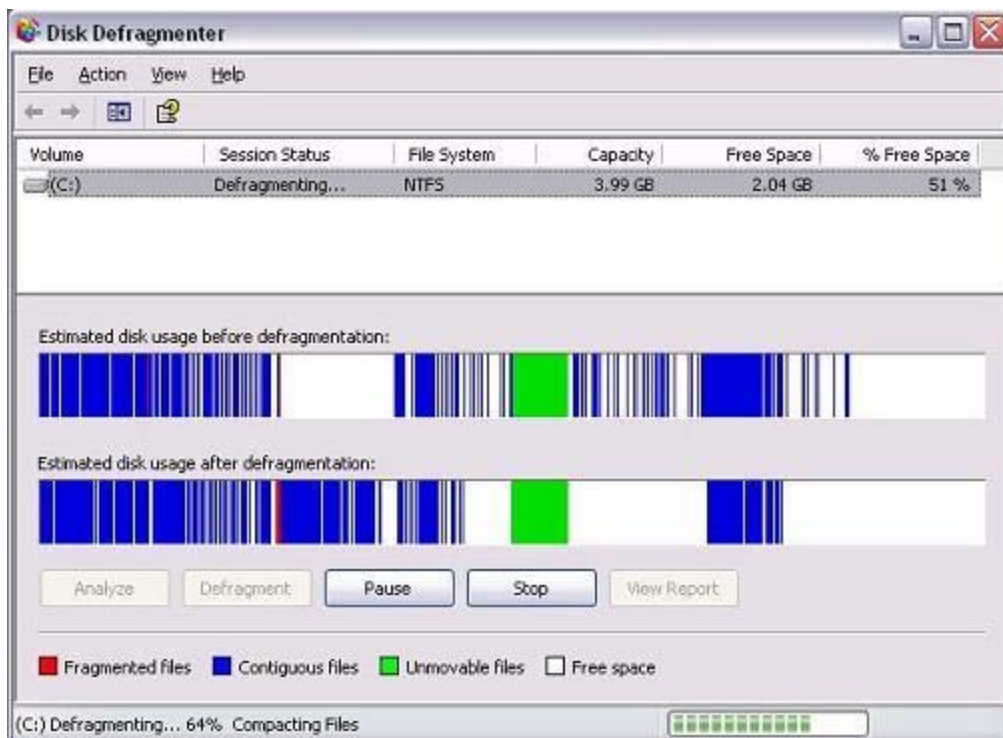 Disk Defragmenter
File Action View Help
Volume Session Status File System Capacity Free Space % Free Space
(C:) Defragmenting... NTFS 3.99 GB 2.04 GB 51 %
Estimated disk usage before defragmentation:
Estimated disk usage after defragmentation:
Analyze Defragment Pause Stop View Report
Fragmented files Contiguous files Unmovable files Free space
(C:) Defragmenting... 64% Compacting Files